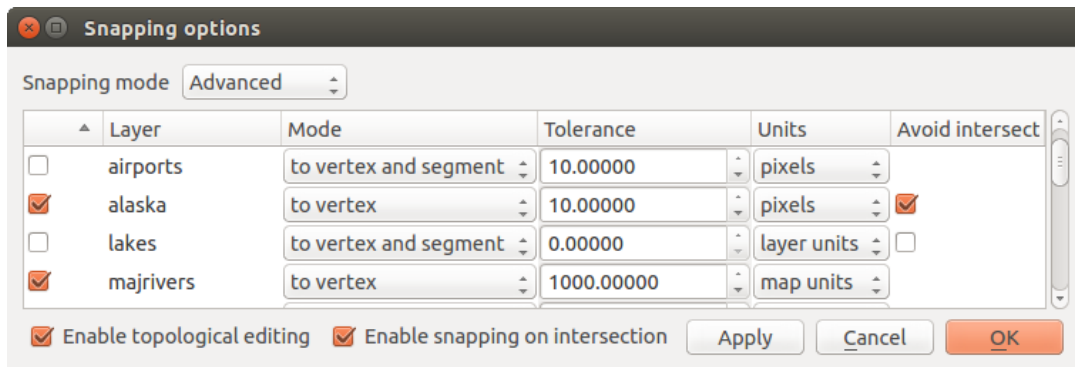 Snapping options
Snapping mode Advanced
Layer Mode Tolerance Units Avoid intersect
airports to vertex and segment 10.00000 pixels
alaska to vertex 10.00000 pixels
lakes to vertex and segment 0.00000 layer units
majrivers to vertex 1000.00000 map units
Enable topological editing Enable snapping on intersection Apply Cancel OK